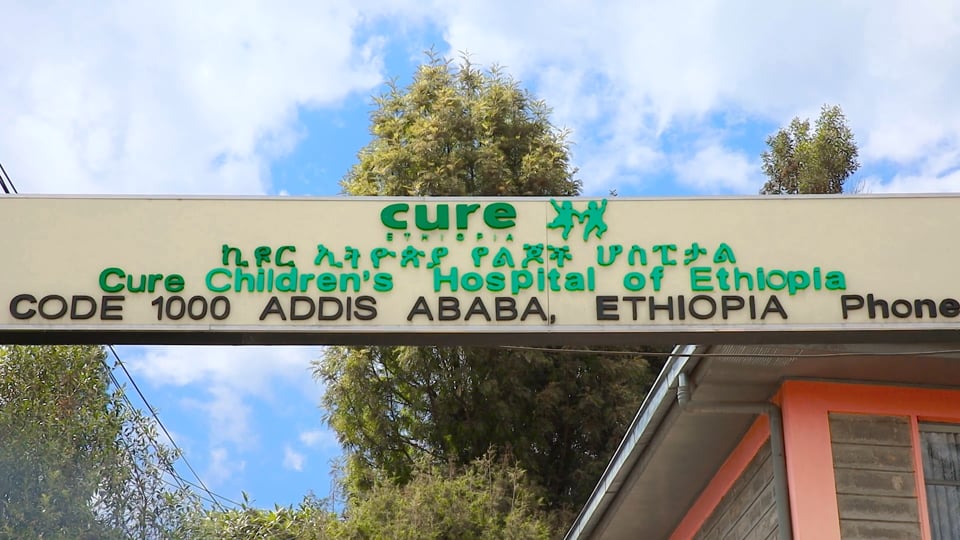 cure
ETHIOPIA
ኪዩር ኢትዮጵያ የልጆች ሆስፒታል
Cure Children's Hospital of Ethiopia
CODE 1000 ADDIS ABABA, ETHIOPIA Phone